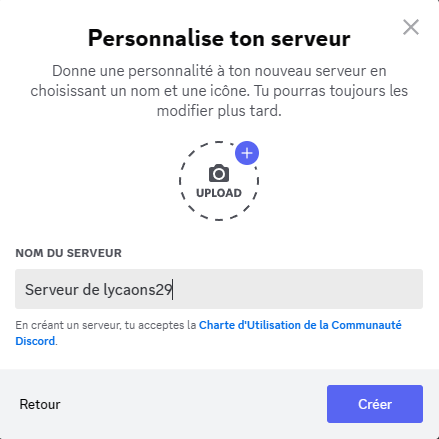 Personnalise ton serveur
Donne une personnalité à ton nouveau serveur en
choisissant un nom et une icône. Tu pourras toujours les
modifier plus tard.
UPLOAD
NOM DU SERVEUR
Serveur de lycaons29
En créant un serveur, tu acceptes la Charte d'Utilisation de la Communauté
Discord.
Retour
Créer